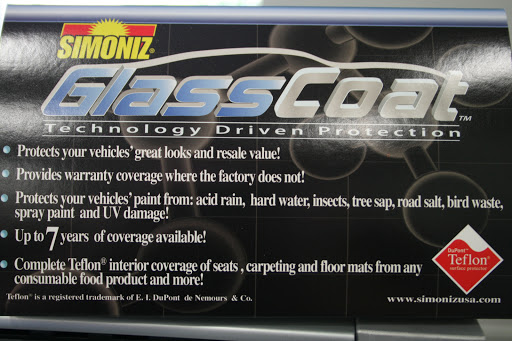 SIMONIZ®
GlassCoat™
Technology Driven Protection
• Protects your vehicles' great looks and resale value!
• Provides warranty coverage where the factory does not!
• Protects your vehicles' paint from: acid rain, hard water, insects, tree sap, road salt, bird waste,
spray paint and UV damage!
• Up to 7 years of coverage available!
• Complete Teflon® interior coverage of seats, carpeting and floor mats from any
consumable food product and more!
DuPont™
Teflon®
surface protector
Teflon® is a registered trademark of E. I. DuPont de Nemours & Co.
www.simonizusa.com